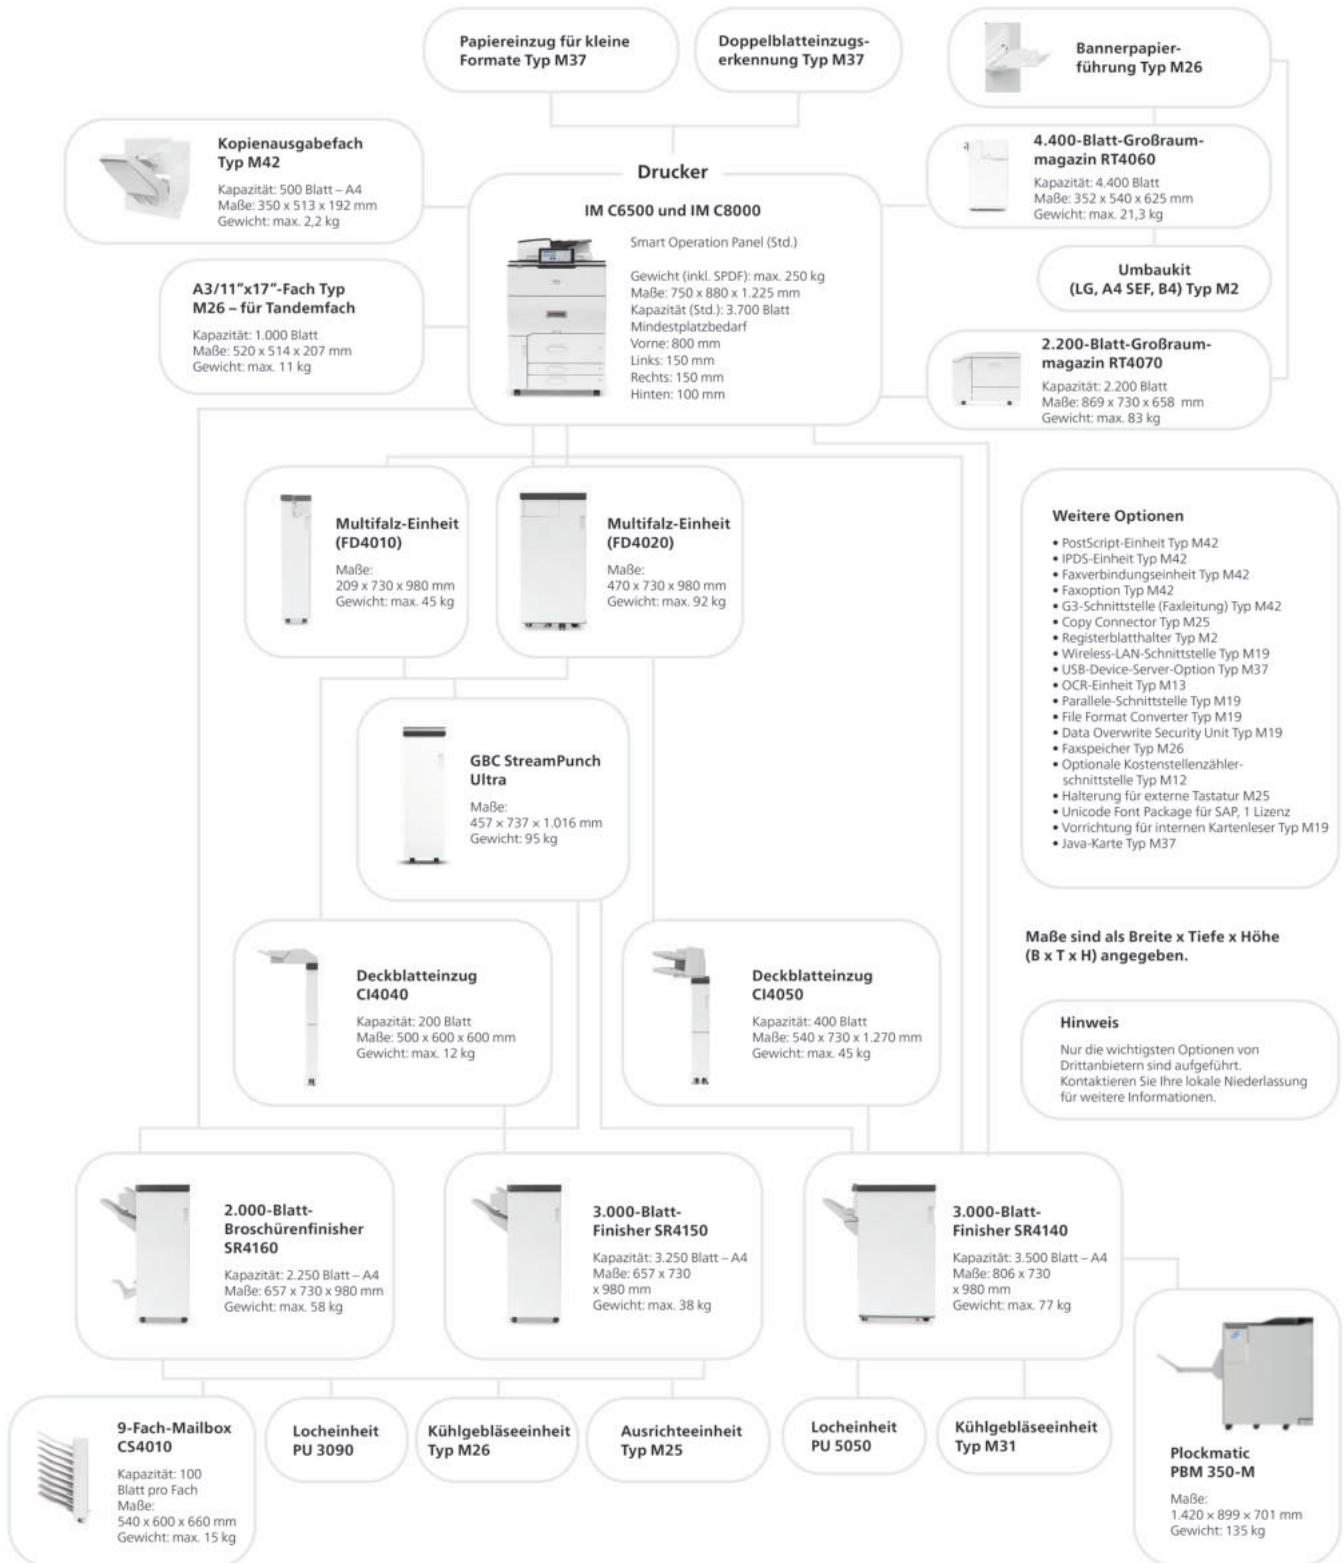 Papiereinzug für kleine
Formate Typ M37
Doppelblatteinzugs-
erkennung Typ M37
Bannerpapier-
führung Typ M26
Kopienausgabefach
Typ M42
Kapazität: 500 Blatt – A4
Maße: 350 x 513 x 192 mm
Gewicht: max. 2,2 kg
A3/11″x17″-Fach Typ
M26 – für Tandemfach
Kapazität: 1.000 Blatt
Maße: 520 x 514 x 207 mm
Gewicht: max. 11 kg
Drucker
IM C6500 und IM C8000
Smart Operation Panel (Std.)
Gewicht (inkl. SPDF): max. 250 kg
Maße: 750 x 880 x 1.225 mm
Kapazität (Std.): 3.700 Blatt
Mindestplatzbedarf
Vorne: 800 mm
Links: 150 mm
Rechts: 150 mm
Hinten: 100 mm
4.400-Blatt-Großraum-
magazin RT4060
Kapazität: 4.400 Blatt
Maße: 352 x 540 x 625 mm
Gewicht: max. 21,3 kg
Umbaukit
(LG, A4 SEF, B4) Typ M2
2.200-Blatt-Großraum-
magazin RT4070
Kapazität: 2.200 Blatt
Maße: 869 x 730 x 658 mm
Gewicht: max. 83 kg
Multifalz-Einheit
(FD4010)
Maße:
209 x 730 x 980 mm
Gewicht: max. 45 kg
Multifalz-Einheit
(FD4020)
Maße:
470 x 730 x 980 mm
Gewicht: max. 92 kg
Weitere Optionen
• PostScript-Einheit Typ M42
• IPDS-Einheit Typ M42
• Faxverbindungseinheit Typ M42
• Faxoption Typ M42
• G3-Schnittstelle (Faxleitung) Typ M42
• Copy Connector Typ M25
• Registerblatthalter Typ M2
• Wireless-LAN-Schnittstelle Typ M19
• USB-Device-Server-Option Typ M37
• OCR-Einheit Typ M13
• Parallele-Schnittstelle Typ M19
• File Format Converter Typ M19
• Data Overwrite Security Unit Typ M19
• Faxspeicher Typ M26
• Optionale Kostenstellenzähler-
schnittstelle Typ M12
• Halterung für externe Tastatur M25
• Unicode Font Package für SAP, 1 Lizenz
• Vorrichtung für internen Kartenleser Typ M19
• Java-Karte Typ M37
GBC StreamPunch
Ultra
Maße:
457 × 737 × 1.016 mm
Gewicht: 95 kg
Deckblatteinzug
CI4040
Kapazität: 200 Blatt
Maße: 500 x 600 x 600 mm
Gewicht: max. 12 kg
Deckblatteinzug
CI4050
Kapazität: 400 Blatt
Maße: 540 x 730 x 1.270 mm
Gewicht: max. 45 kg
Maße sind als Breite x Tiefe x Höhe
(B x T x H) angegeben.
Hinweis
Nur die wichtigsten Optionen von
Drittanbietern sind aufgeführt.
Kontaktieren Sie Ihre lokale Niederlassung
für weitere Informationen.
2.000-Blatt-
Broschürenfinisher
SR4160
Kapazität: 2.250 Blatt – A4
Maße: 657 x 730 x 980 mm
Gewicht: max. 58 kg
3.000-Blatt-
Finisher SR4150
Kapazität: 3.250 Blatt – A4
Maße: 657 x 730
x 980 mm
Gewicht: max. 38 kg
3.000-Blatt-
Finisher SR4140
Kapazität: 3.500 Blatt – A4
Maße: 806 x 730
x 980 mm
Gewicht: max. 77 kg
9-Fach-Mailbox
CS4010
Kapazität: 100
Blatt pro Fach
Maße:
540 x 600 x 660 mm
Gewicht: max. 15 kg
Locheinheit
PU 3090
Kühlgebläseeinheit
Typ M26
Ausrichteeinheit
Typ M25
Locheinheit
PU 5050
Kühlgebläseeinheit
Typ M31
Plockmatic
PBM 350-M
Maße:
1.420 × 899 × 701 mm
Gewicht: 135 kg